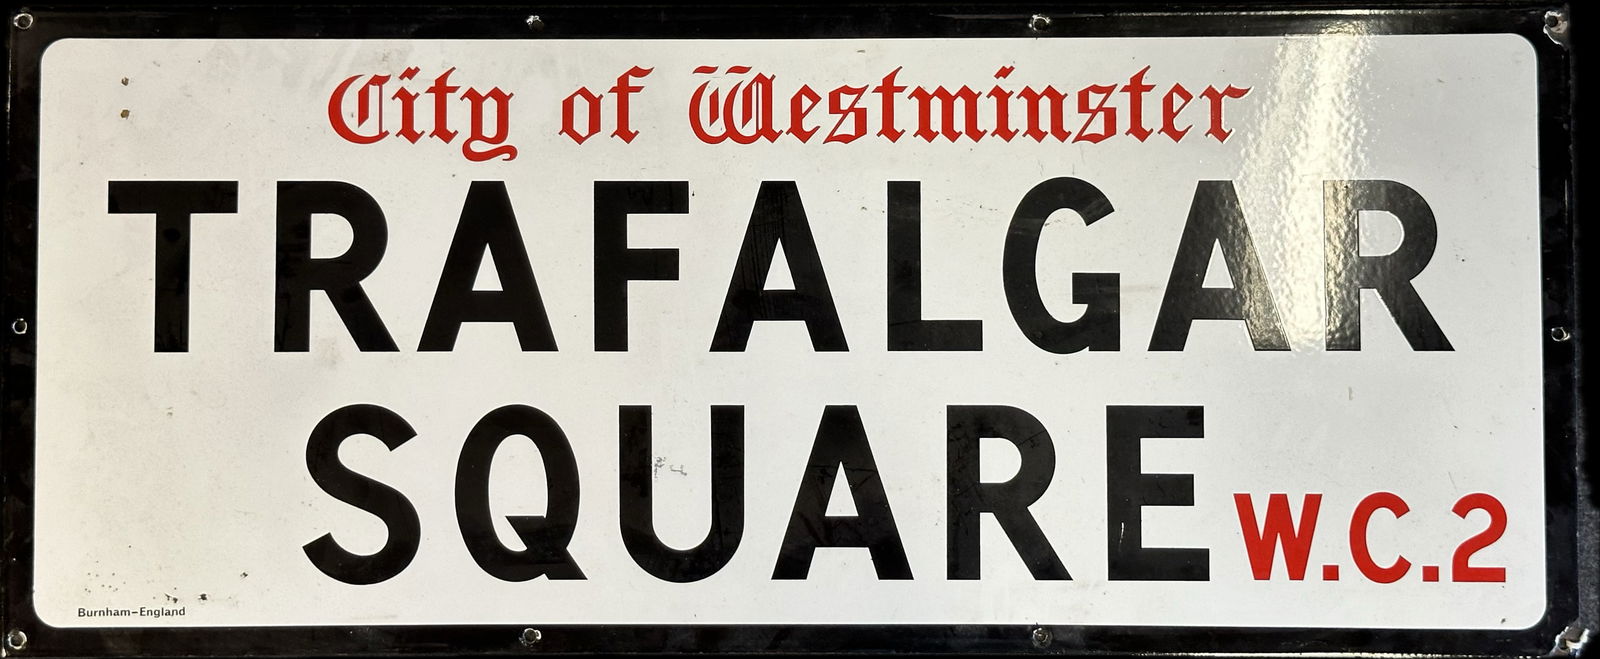 City of Westminster
TRAFALGAR
SQUARE W.C.2
Burnham-England